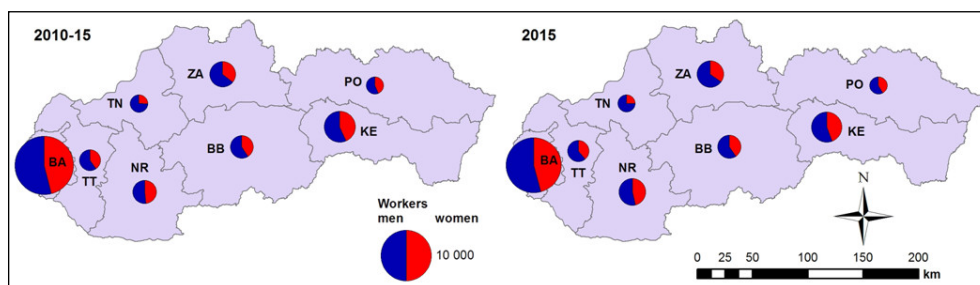 2010-15
ZA
PO
TN
KE
BA
TT
BB
NR
Workers
men women
10 000
2015
ZA
PO
TN
KE
BA
TT
BB
NR
N
0 25 50 100 150 200
km